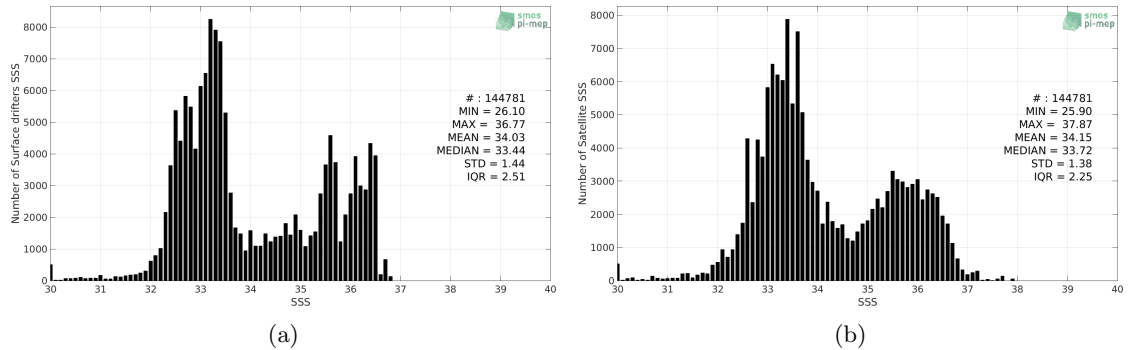 8000
7000
6000
5000
4000
3000
2000
1000
0
Number of Surface drifters SSS
smos
pi-mep
# : 144781
MIN = 26.10
MAX = 36.77
MEAN = 34.03
MEDIAN = 33.44
STD = 1.44
IQR = 2.51
30 31 32 33 34 35 36 37 38 39 40
SSS
(a)
8000
7000
6000
5000
4000
3000
2000
1000
0
Number of Satellite SSS
smos
pi-mep
# : 144781
MIN = 25.90
MAX = 37.87
MEAN = 34.15
MEDIAN = 33.72
STD = 1.38
IQR = 2.25
30 31 32 33 34 35 36 37 38 39 40
SSS
(b)